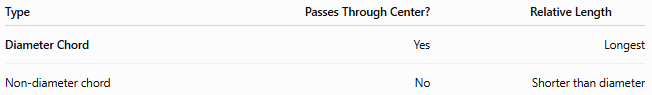 Type Passes Through Center? Relative Length
Diameter Chord Yes Longest
Non-diameter chord No Shorter than diameter